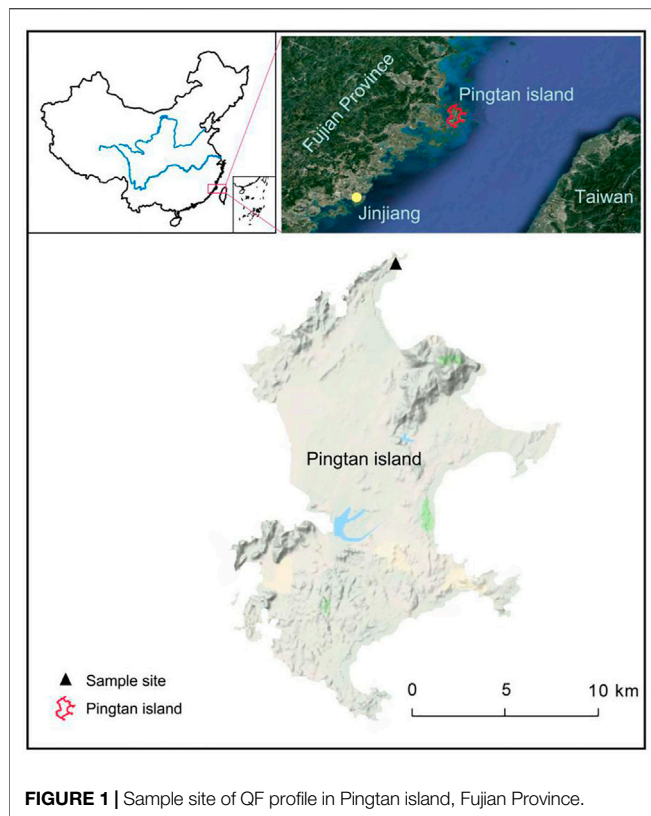 Fujian Province
Pingtan island
Jinjiang
Taiwan
Pingtan island
Sample site
Pingtan island
0 5 10 km
FIGURE 1 | Sample site of QF profile in Pingtan island, Fujian Province.